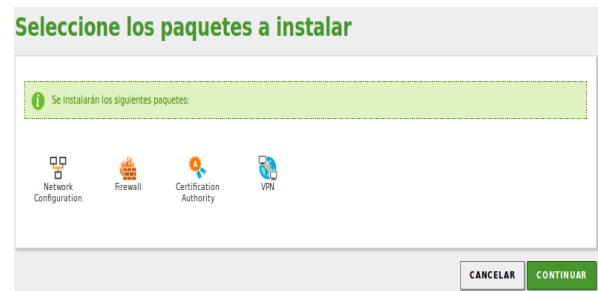 Seleccione los paquetes a instalar
Se instalarán los siguientes paquetes:
Network
Configuration
Firewall
Certification
Authority
VPN
CANCELAR
CONTINUAR